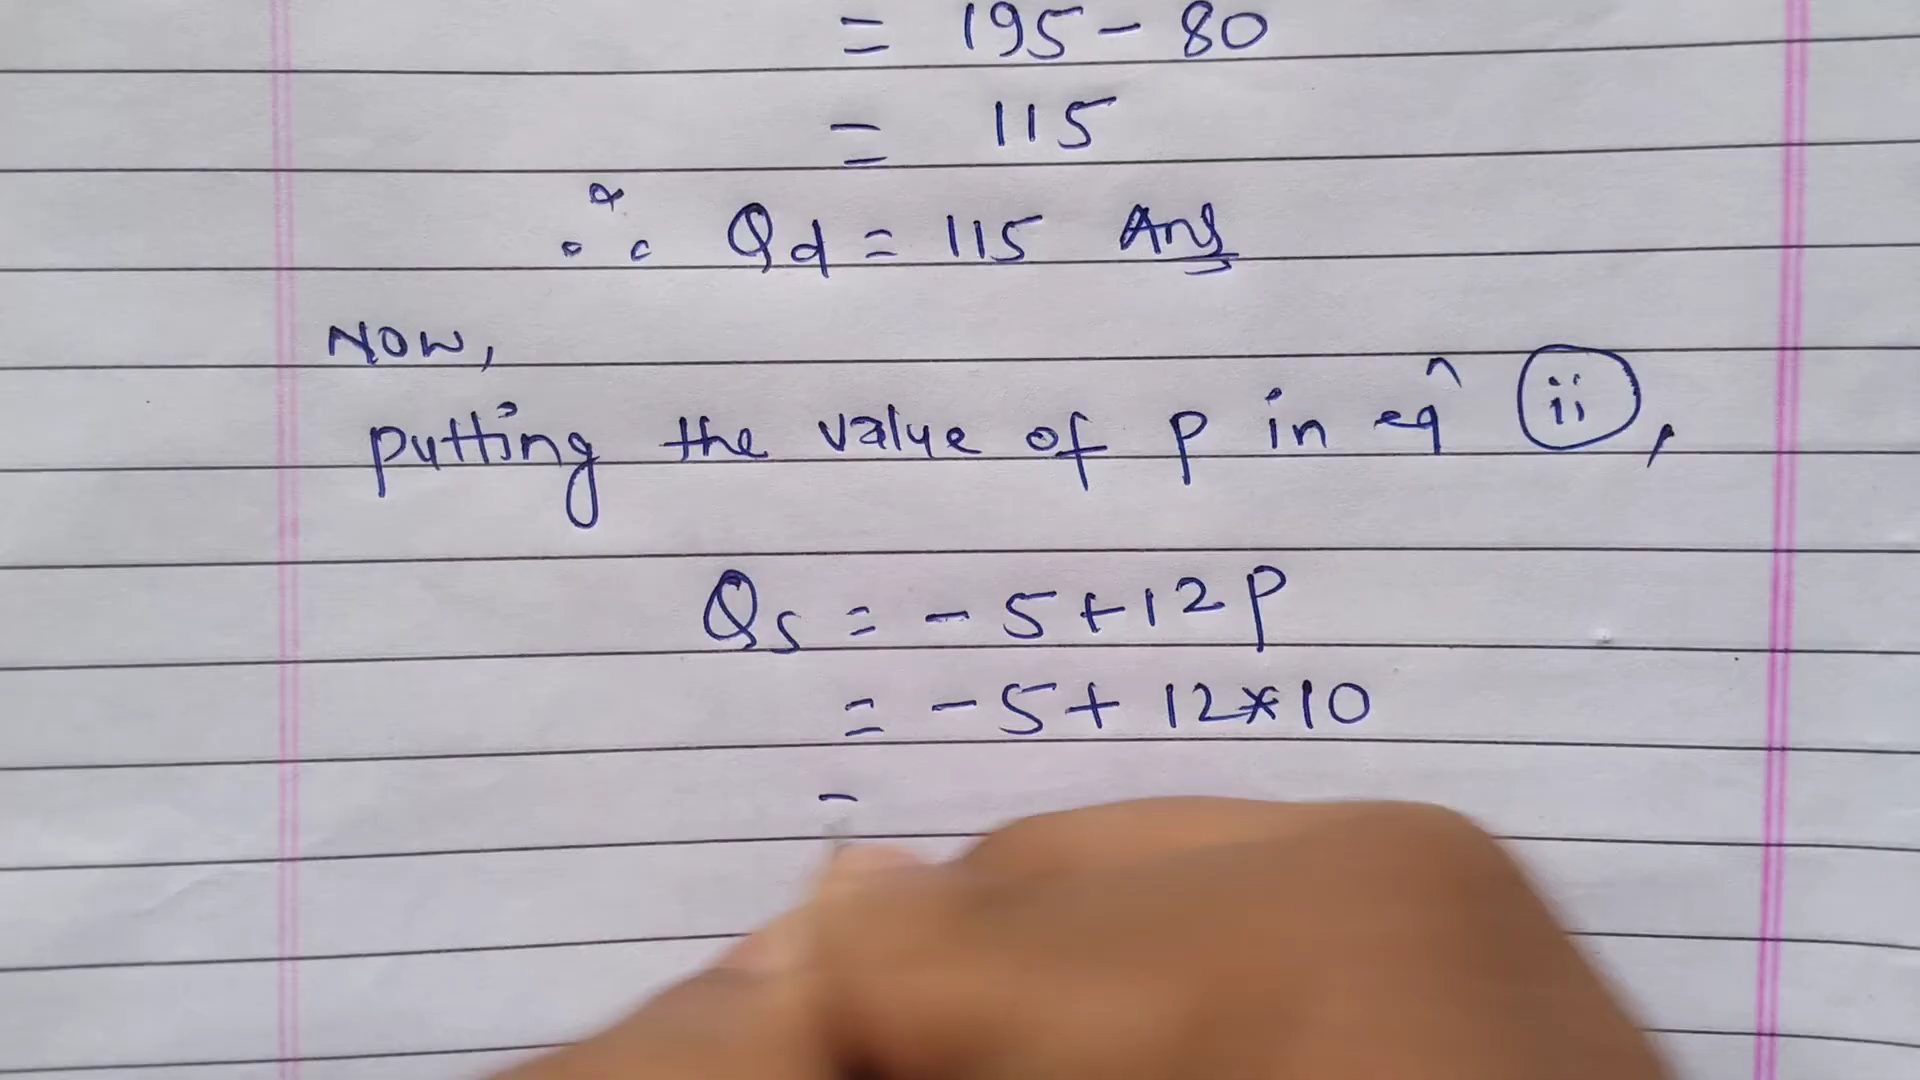 = 195 - 80
= 115
∴ Qd = 115 Ans
Now,
putting the value of p in eqn (ii),
Qs = - 5 + 12p
= - 5 + 12 * 10
-